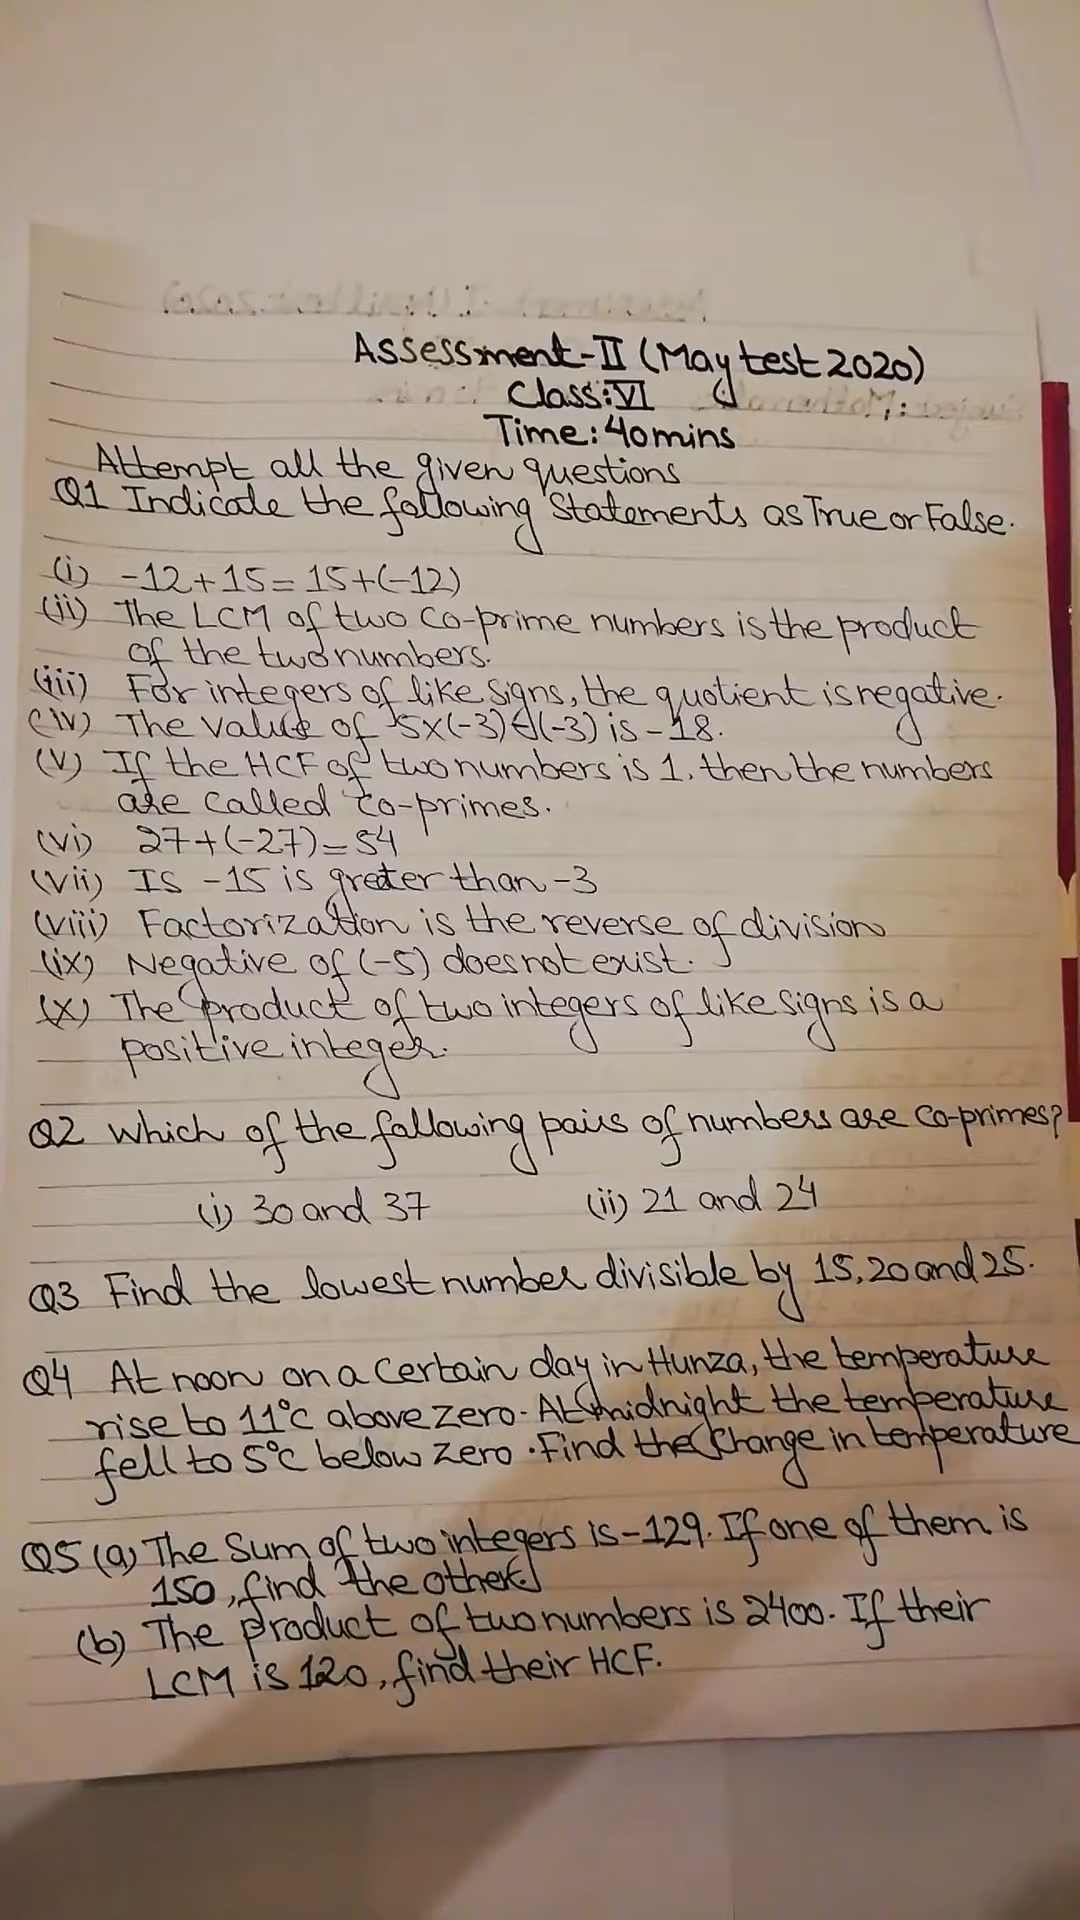 Assessment-II (May test 2020)
Class:VI
Time:40mins
Attempt all the given questions
Q1 Indicate the following Statements as True or False.
(i) -12+15=15+(-12)
(ii) The LCM of two Co-prime numbers is the product
of the two numbers.
(iii) For integers of like signs, the quotient is negative.
(iv) The value of 5x(-3) (-3) is -18.
(v) If the HCF of two numbers is 1, then the numbers
are called co-primes.
(vi) 27+(-27)=54
(vii) Is -15 is greater than -3
(viii) Factorization is the reverse of division
(ix) Negative of (-5) does not exist.
(x) The product of two integers of like signs is a
positive integer.
Q2 Which of the following pairs of numbers are co-primes?
(i) 30 and 37 (ii) 21 and 24
Q3 Find the lowest number divisible by 15,20 and 25.
Q4 At noon on a Certain day in Hunza, the temperature
rise to 11°c above zero. At midnight the temperature
fell to 5°c below zero. Find the Change in temperature
Q5 (a) The Sum of two integers is -129. If one of them is
150, find the other.
(b) The product of two numbers is 2400. If their
LCM is 120, find their HCF.